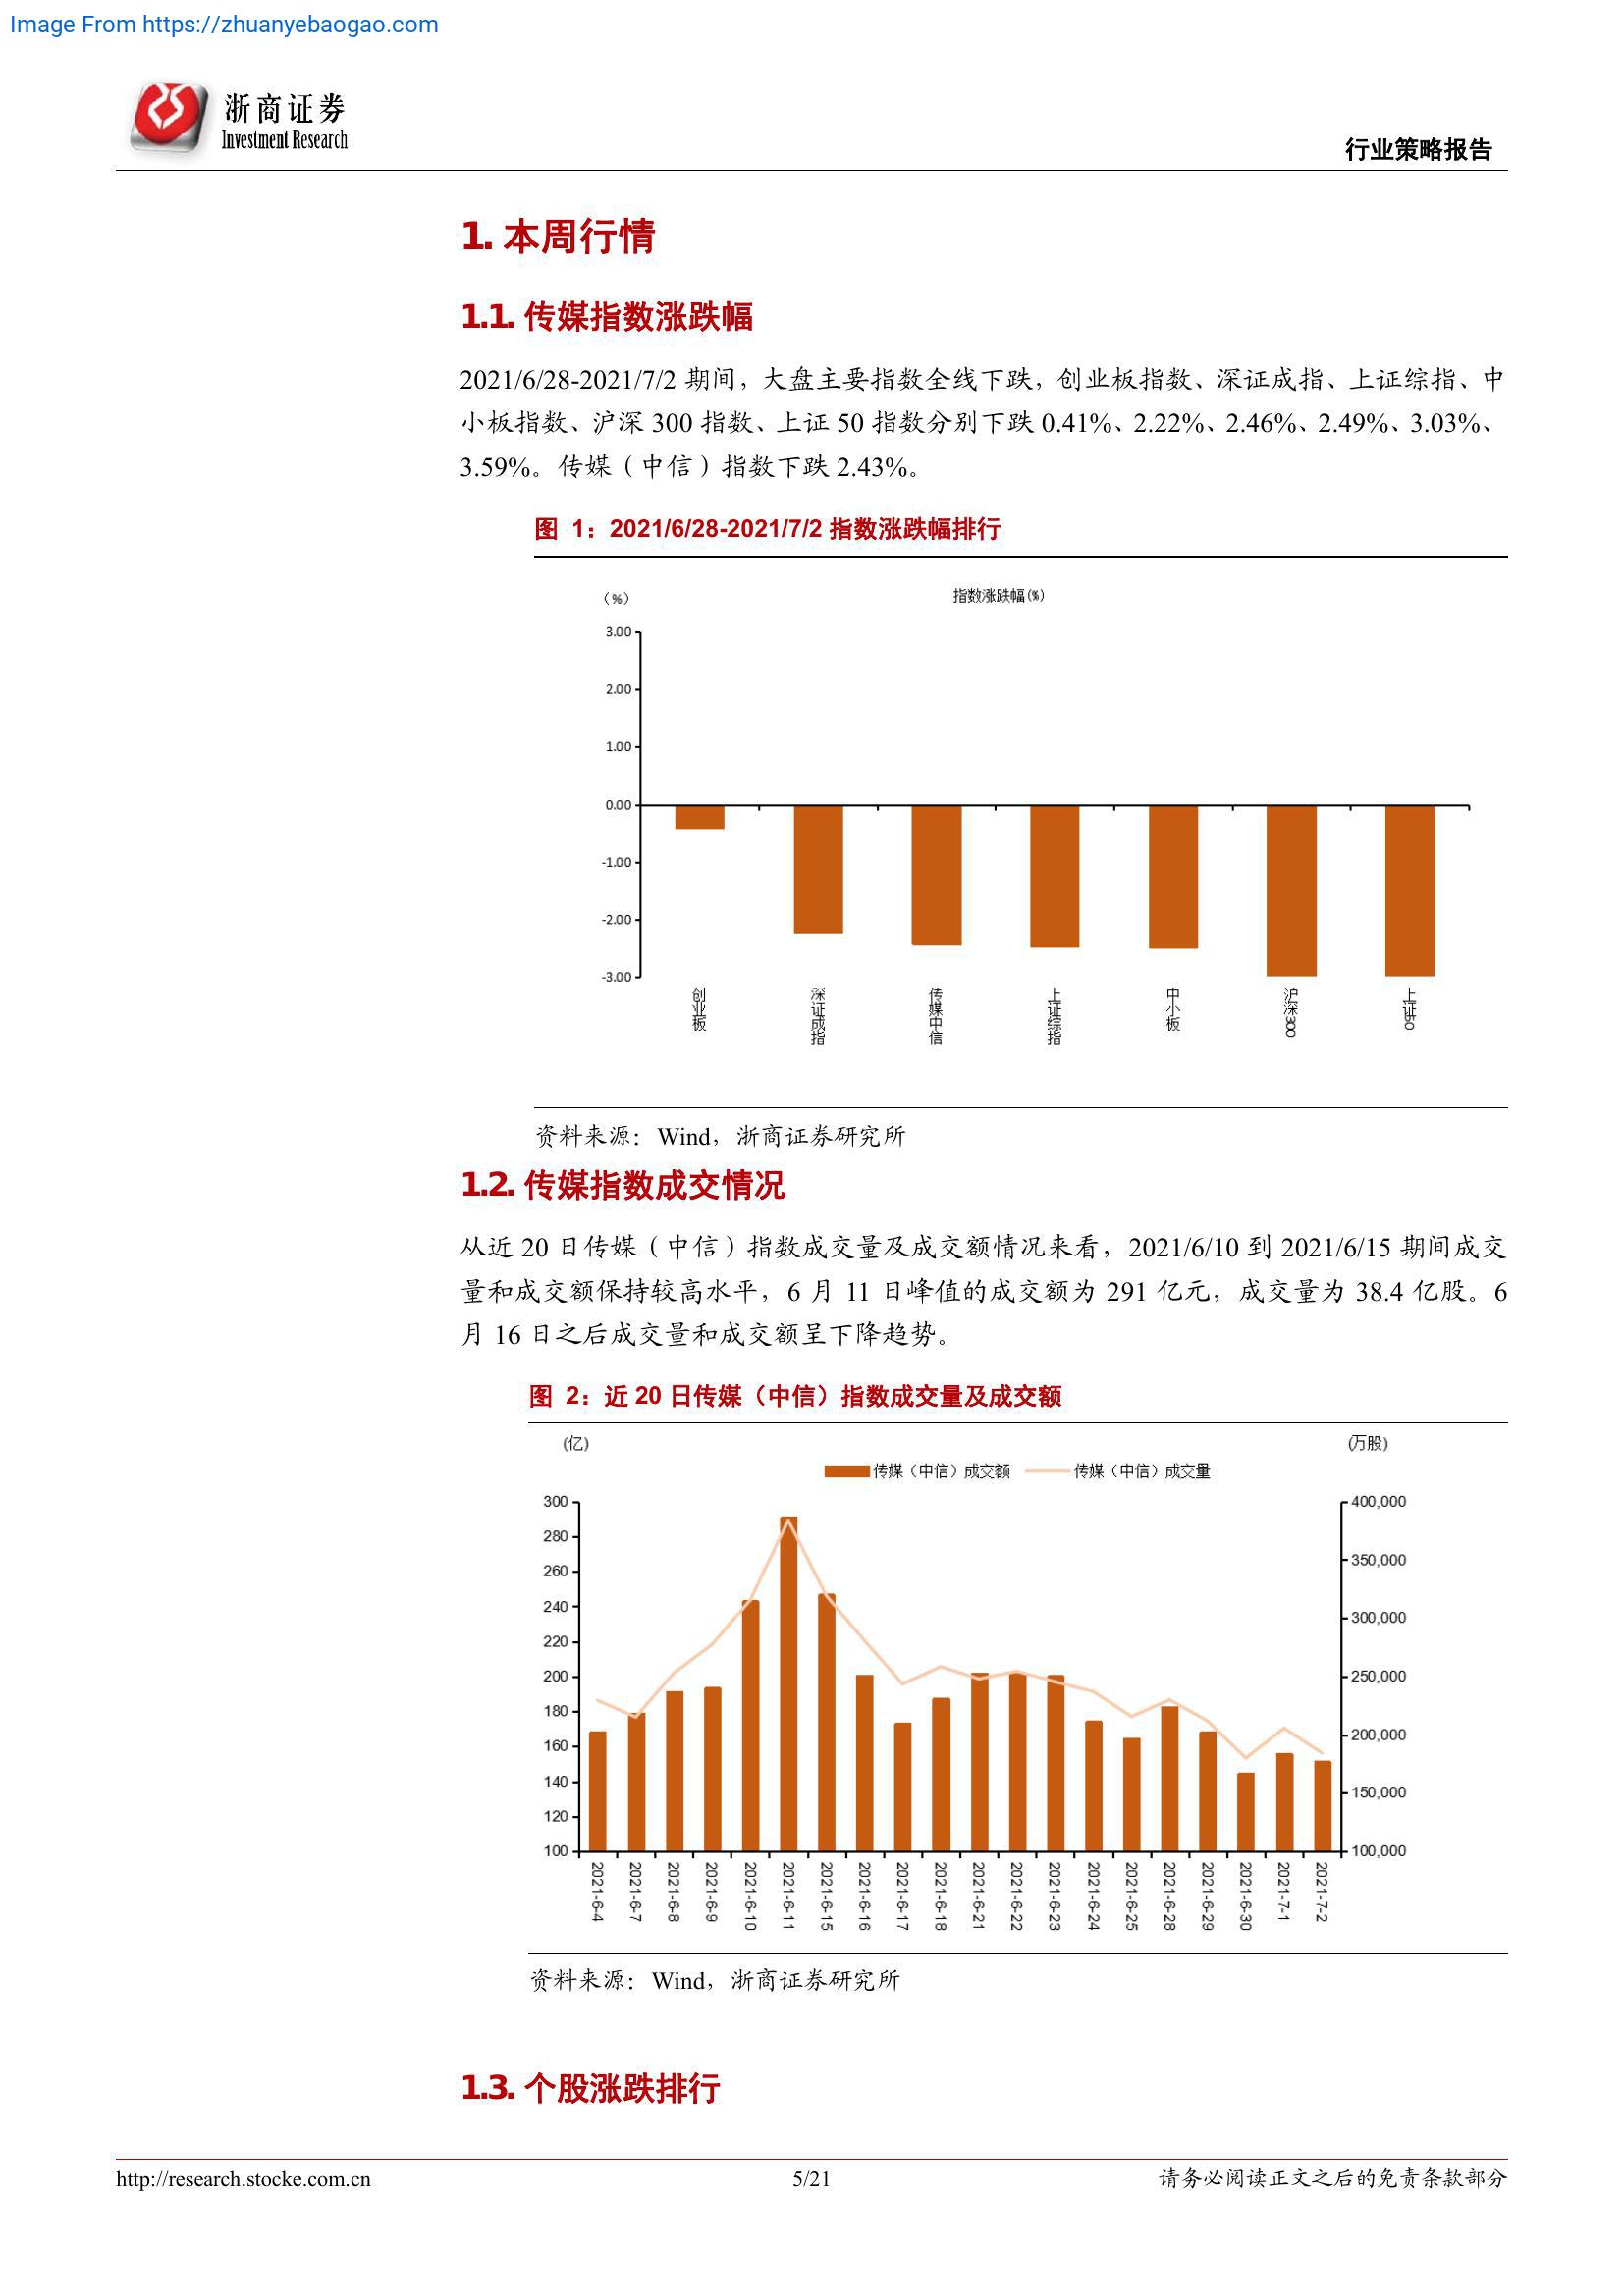 Image From https://zhuanyebaogao.com
浙商证券
Investment Research
行业策略报告
1. 本周行情
1.1. 传媒指数涨跌幅
2021/6/28-2021/7/2 期间，大盘主要指数全线下跌，创业板指数、深证成指、上证综指、中
小板指数、沪深 300 指数、上证 50 指数分别下跌 0.41%、2.22%、2.46%、2.49%、3.03%、
3.59%。传媒（中信）指数下跌 2.43%。
图 1：2021/6/28-2021/7/2 指数涨跌幅排行
（%） 指数涨跌幅(%)
3.00
2.00
1.00
0.00
-1.00
-2.00
-3.00
创业板 深证成指 传媒中信 上证综指 中小板 沪深300 上证50
资料来源：Wind，浙商证券研究所
1.2. 传媒指数成交情况
从近 20 日传媒（中信）指数成交量及成交额情况来看，2021/6/10 到 2021/6/15 期间成交
量和成交额保持较高水平，6 月 11 日峰值的成交额为 291 亿元，成交量为 38.4 亿股。6
月 16 日之后成交量和成交额呈下降趋势。
图 2：近 20 日传媒（中信）指数成交量及成交额
(亿) (万股)
传媒（中信）成交额 传媒（中信）成交量
300 400,000
280
260 350,000
240
220 300,000
200 250,000
180
160 200,000
140 150,000
120
100 100,000
2021-6-4 2021-6-7 2021-6-8 2021-6-9 2021-6-10 2021-6-11 2021-6-15 2021-6-16 2021-6-17 2021-6-18 2021-6-21 2021-6-22 2021-6-23 2021-6-24 2021-6-25 2021-6-28 2021-6-29 2021-6-30 2021-7-1 2021-7-2
资料来源：Wind，浙商证券研究所
1.3. 个股涨跌排行
http://research.stocke.com.cn 5/21 请务必阅读正文之后的免责条款部分